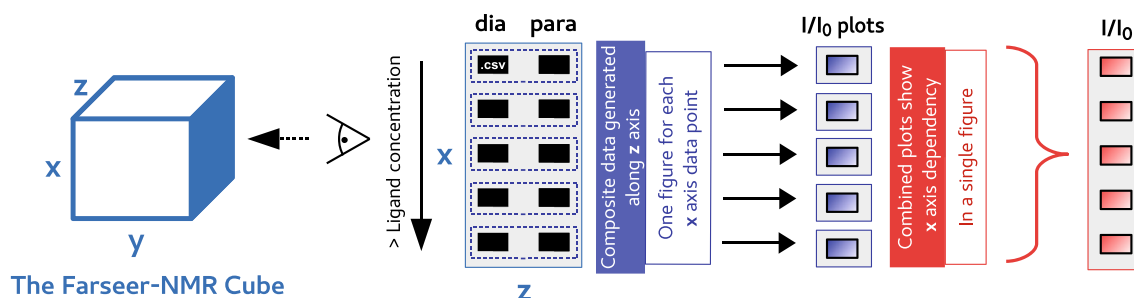 dia para
I/I0 plots
I/I0
z
x
y
The Farseer-NMR Cube
> Ligand concentration
.csv
x
z
Composite data generated
along z axis
One figure for each
x axis data point
Combined plots show
x axis dependency
In a single figure